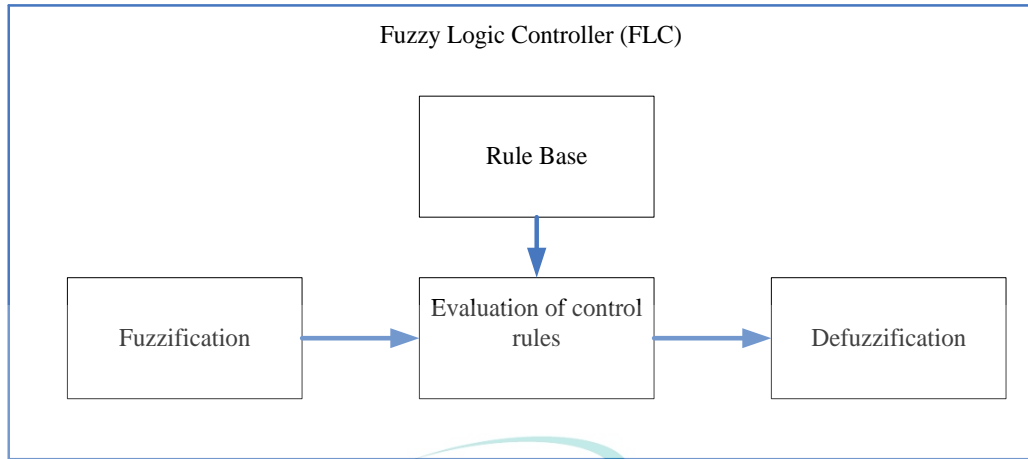 Fuzzy Logic Controller (FLC)
Rule Base
Fuzzification
Evaluation of control
rules
Defuzzification